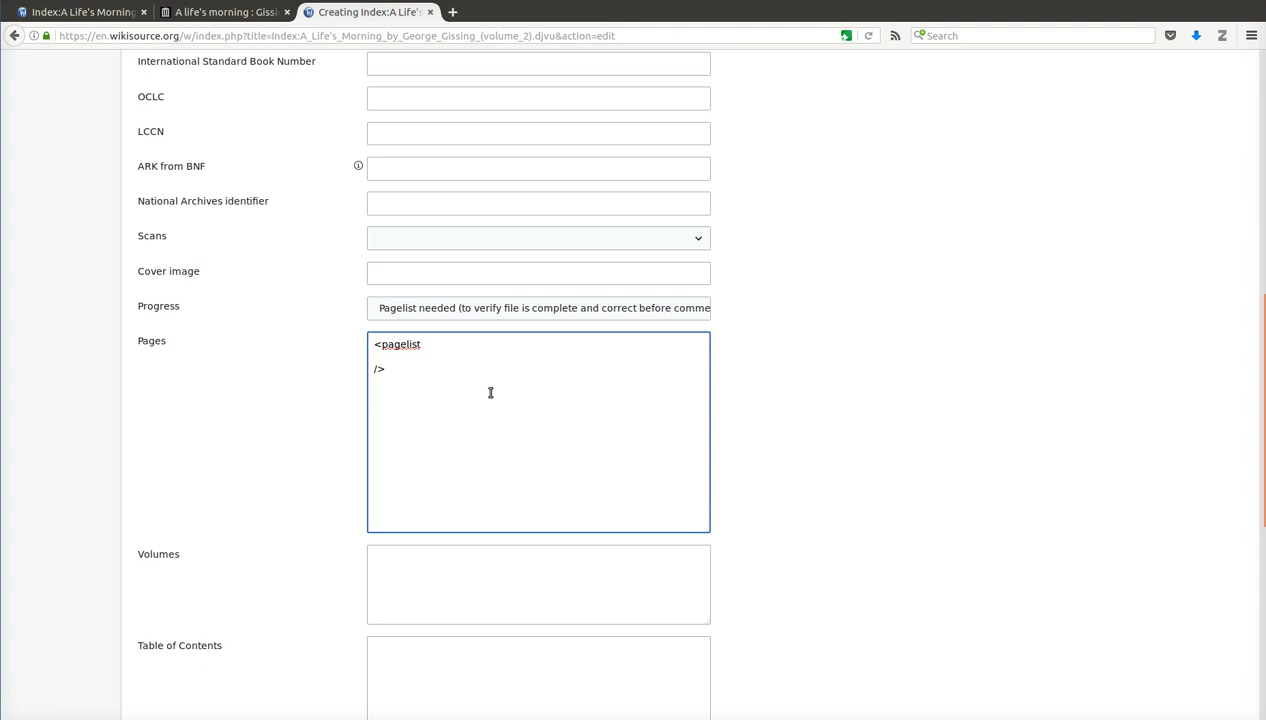 Index:A Life's Morning
A life's morning : Gissi
Creating Index:A Life's
https://en.wikisource.org/w/index.php?title=Index:A_Life's_Morning_by_George_Gissing_(volume_2).djvu&action=edit
Search
International Standard Book Number
OCLC
LCCN
ARK from BNF
National Archives identifier
Scans
Cover image
Progress
Pagelist needed (to verify file is complete and correct before comme
Pages
<pagelist
/>
Volumes
Table of Contents